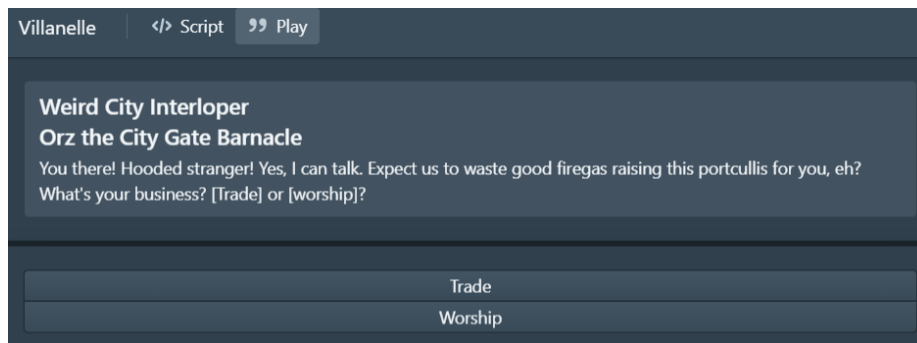 Villanelle </> Script ” Play
Weird City Interloper
Orz the City Gate Barnacle
You there! Hooded stranger! Yes, I can talk. Expect us to waste good firegas raising this portcullis for you, eh?
What's your business? [Trade] or [worship]?
Trade
Worship